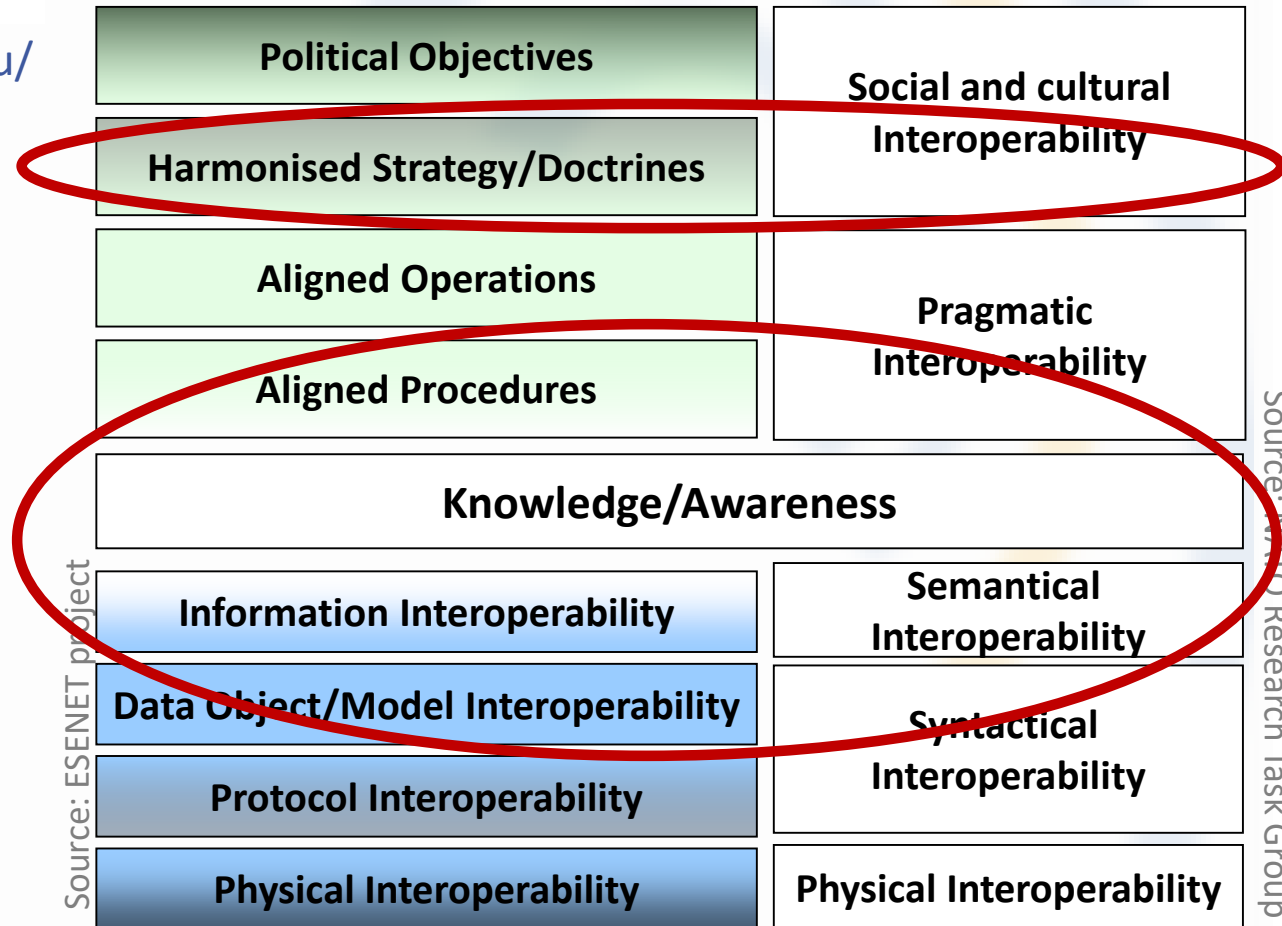 u/
Political Objectives
Social and cultural
Interoperability
Harmonised Strategy/Doctrines
Aligned Operations
Pragmatic
Interoperability
Aligned Procedures
Knowledge/Awareness
Information Interoperability
Semantical
Interoperability
Data Object/Model Interoperability
Syntactical
Interoperability
Protocol Interoperability
Physical Interoperability
Physical Interoperability
Source: ESENET project
Source: NATO Research Task Group